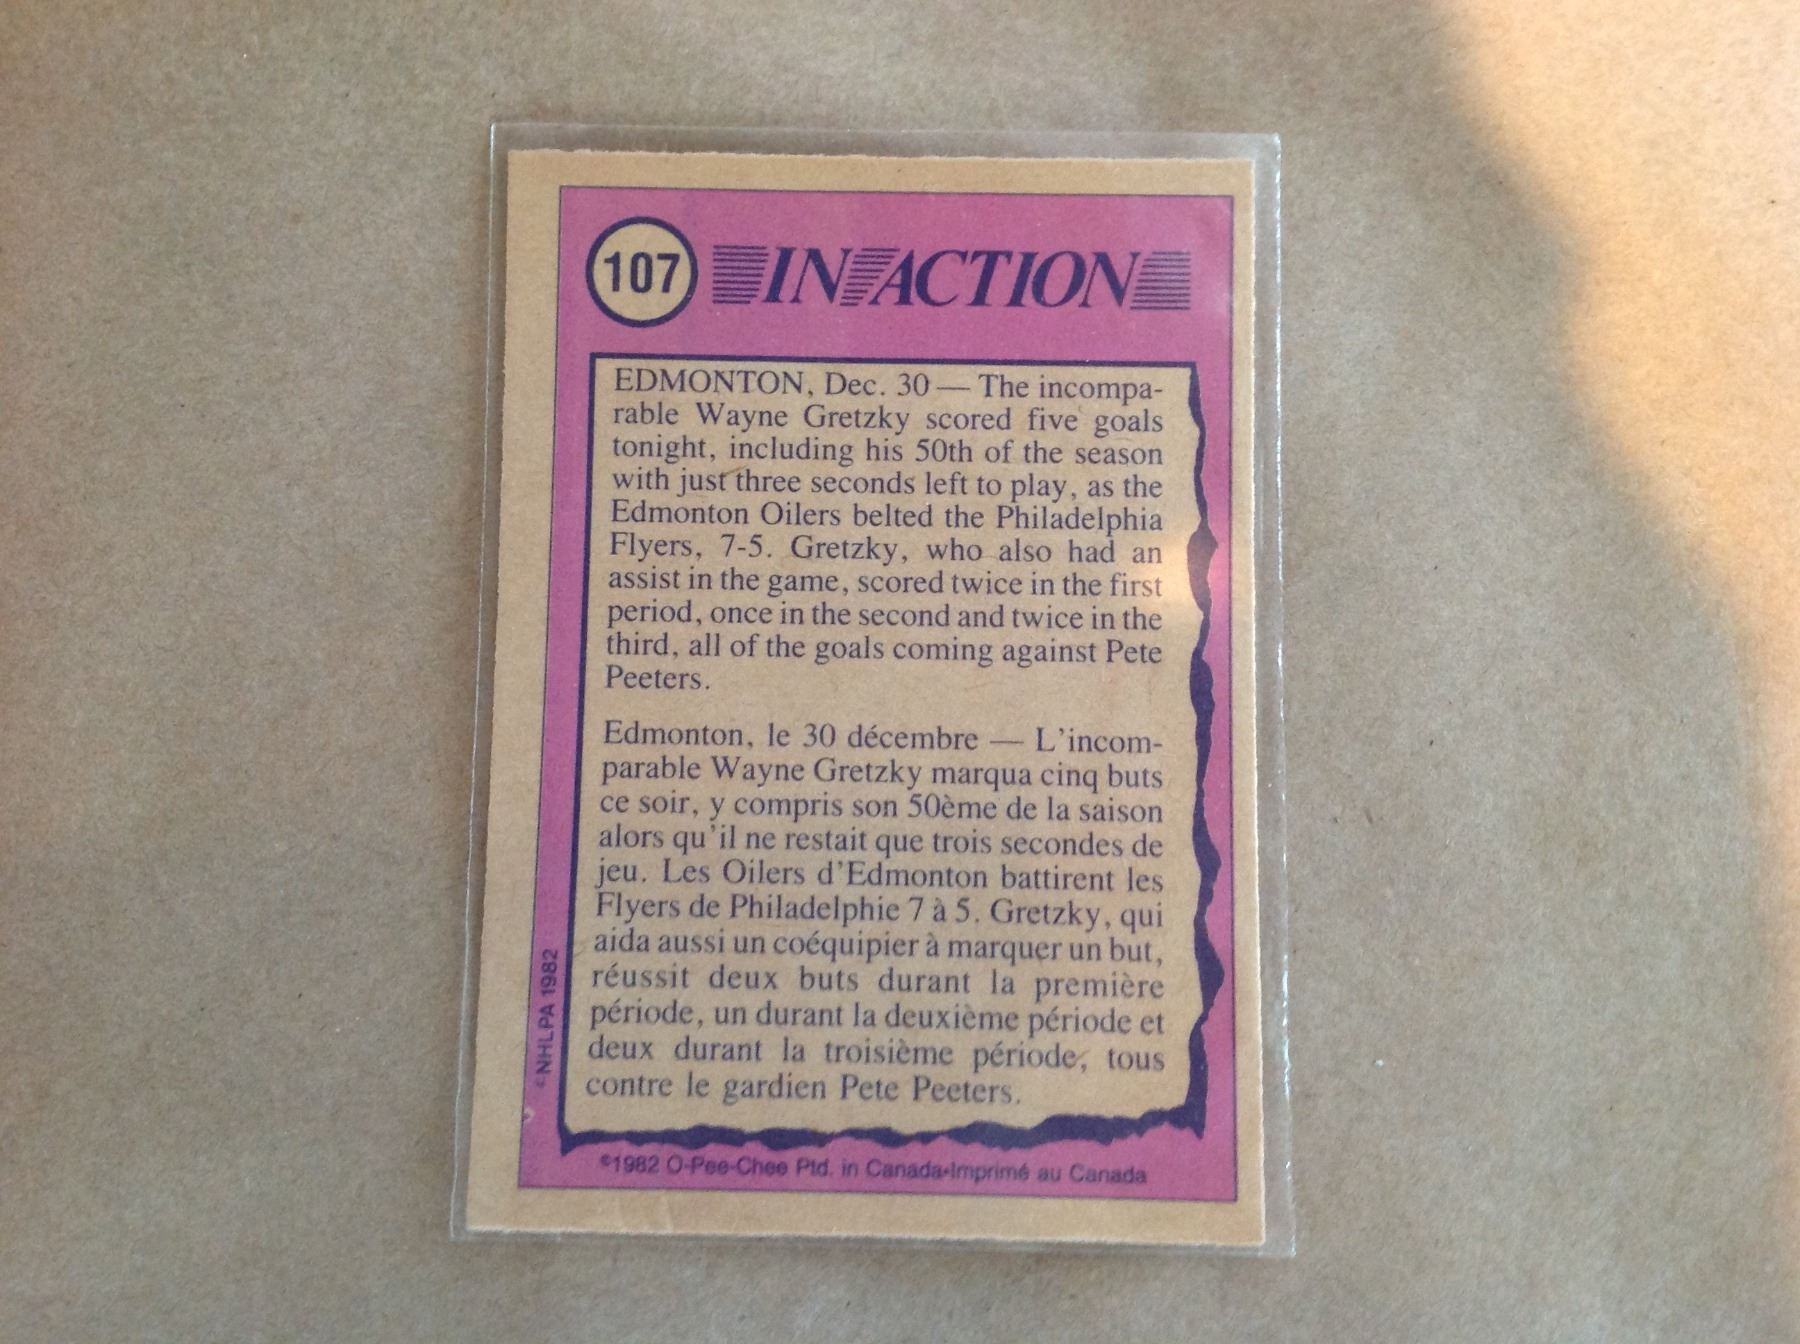 107 IN ACTION
EDMONTON, Dec. 30 — The incompa-
rable Wayne Gretzky scored five goals
tonight, including his 50th of the season
with just three seconds left to play, as the
Edmonton Oilers belted the Philadelphia
Flyers, 7-5. Gretzky, who also had an
assist in the game, scored twice in the first
period, once in the second and twice in the
third, all of the goals coming against Pete
Peeters.
Edmonton, le 30 décembre — L'incom-
parable Wayne Gretzky marqua cinq buts
ce soir, y compris son 50ème de la saison
alors qu'il ne restait que trois secondes de
jeu. Les Oilers d'Edmonton battirent les
Flyers de Philadelphie 7 à 5. Gretzky, qui
aida aussi un coéquipier à marquer un but,
réussit deux buts durant la première
période, un durant la deuxième période et
deux durant la troisième période, tous
contre le gardien Pete Peeters.
©NHLPA 1982
©1982 O-Pee-Chee Ptd. in Canada•Imprimé au Canada